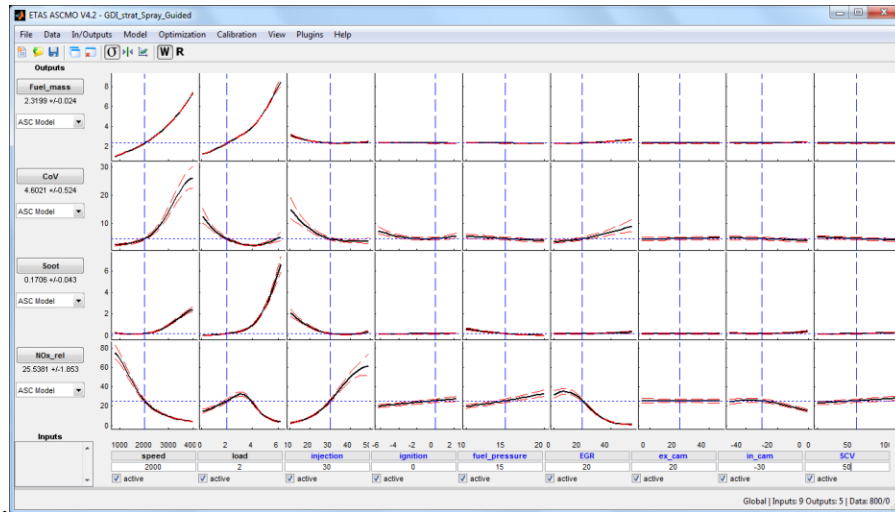 ETAS ASCMO V4.2 - GDI_strat_Spray_Guided
File Data In/Outputs Model Optimization Calibration View Plugins Help
W R
Outputs
Fuel_mass
2.3199 +/-0.024
ASC Model
8
6
4
2
CoV
4.6021 +/-0.524
ASC Model
30
20
10
Soot
0.1706 +/-0.043
ASC Model
6
4
2
0
NOx_rel
25.5381 +/-1.853
ASC Model
80
60
40
20
0
Inputs
1000 2000 3000 400 0 2 4 6 10 20 30 40 50 -6 -4 -2 0 2 10 15 20 0 20 40 0 20 40 -40 -20 0 0 50 100
speed load injection ignition fuel_pressure EGR ex_cam in_cam SCV
2000 2 30 0 15 20 20 -30 50
active active active active active active active active active
Global | Inputs: 9 Outputs: 5 | Data: 800/0